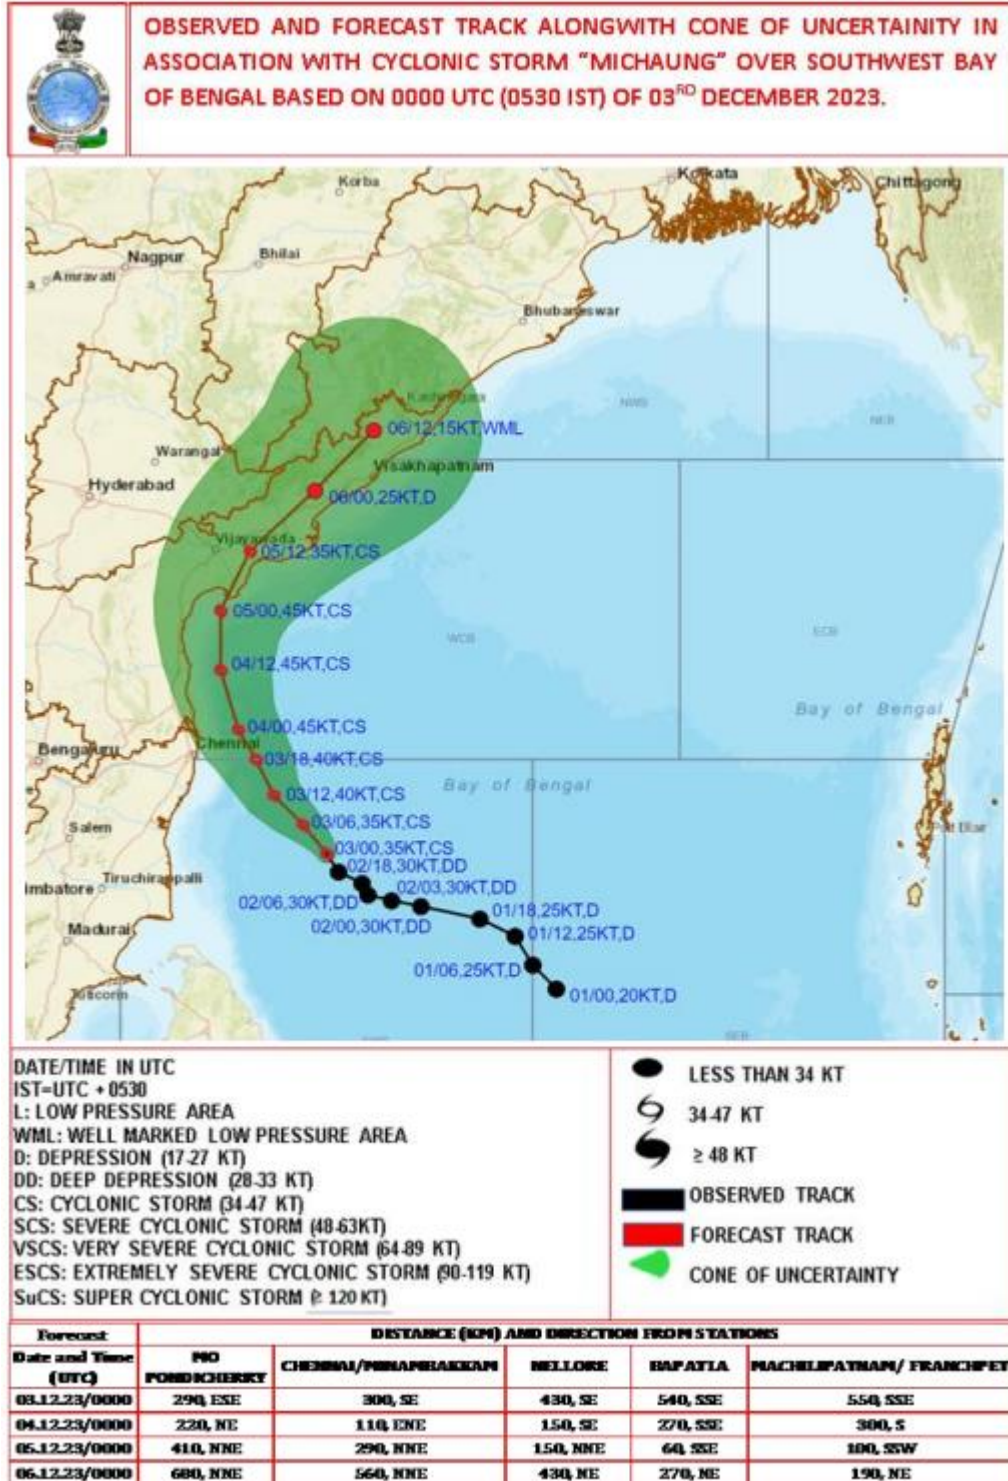 OBSERVED AND FORECAST TRACK ALONGWITH CONE OF UNCERTAINITY IN
ASSOCIATION WITH CYCLONIC STORM “MICHAUNG” OVER SOUTHWEST BAY
OF BENGAL BASED ON 0000 UTC (0530 IST) OF 03RD DECEMBER 2023.
Korba
Kolkata
Chittagong
Nagpur
Bhilai
Amravati
Bhubaneswar
NWB
NEB
06/12,15KT,WML
Warangal
Visakhapatnam
Hyderabad
06/00,25KT,D
Vijayawada
05/12,35KT,CS
05/00,45KT,CS
WCB
ECB
04/12,45KT,CS
Bay of Bengal
04/00,45KT,CS
Chennai
Bengaluru
03/18,40KT,CS
Bay of Bengal
03/12,40KT,CS
03/06,35KT,CS
Salem
Port Blair
03/00,35KT,CS
02/18,30KT,DD
Tiruchirappalli
imbatore
02/03,30KT,DD
02/06,30KT,DD
01/18,25KT,D
02/00,30KT,DD
Madurai
01/12,25KT,D
01/06,25KT,D
Tuticorin
01/00,20KT,D
DATE/TIME IN UTC
IST=UTC + 0530
L: LOW PRESSURE AREA
WML: WELL MARKED LOW PRESSURE AREA
D: DEPRESSION (17-27 KT)
DD: DEEP DEPRESSION (28-33 KT)
CS: CYCLONIC STORM (34-47 KT)
SCS: SEVERE CYCLONIC STORM (48-63KT)
VSCS: VERY SEVERE CYCLONIC STORM (64-89 KT)
ESCS: EXTREMELY SEVERE CYCLONIC STORM (90-119 KT)
SuCS: SUPER CYCLONIC STORM (≥ 120 KT)
LESS THAN 34 KT
34-47 KT
≥ 48 KT
OBSERVED TRACK
FORECAST TRACK
CONE OF UNCERTAINTY
Forecast Date and Time (UTC) DISTANCE (KM) AND DIRECTION FROM STATIONS
MO PONDICHERRY CHENNAI/MINAMBAKKAM NELLORE BAPATLA MACHILIPATNAM/ FRANCHPET
03.12.23/0000 290, ESE 300, SE 430, SE 540, SSE 550, SSE
04.12.23/0000 220, NE 110, ENE 150, SE 270, SSE 300, S
05.12.23/0000 410, NNE 290, NNE 150, NNE 60, SSE 100, SSW
06.12.23/0000 680, NNE 560, NNE 430, NE 270, NE 190, NE